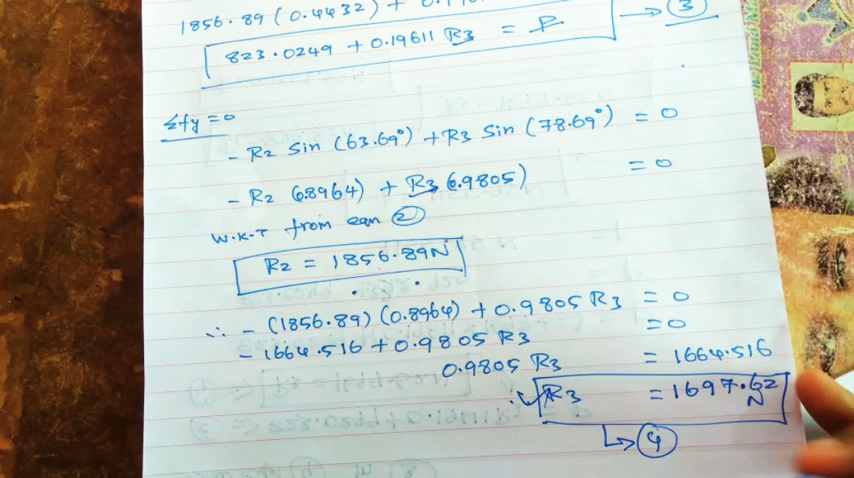 1856.89 (0.4432) +
823.0249 + 0.19611 R3 = P → ③
Σfy = 0
- R2 Sin (63.69°) + R3 Sin (78.69°) = 0
- R2 (0.8964) + R3 (0.9805) = 0
W.K.T from eqn ②
R2 = 1856.89N
∴ - (1856.89) (0.8964) + 0.9805 R3 = 0
- 1664.516 + 0.9805 R3 = 0
0.9805 R3 = 1664.516
∴ R3 = 1697.62 N
↳ ④